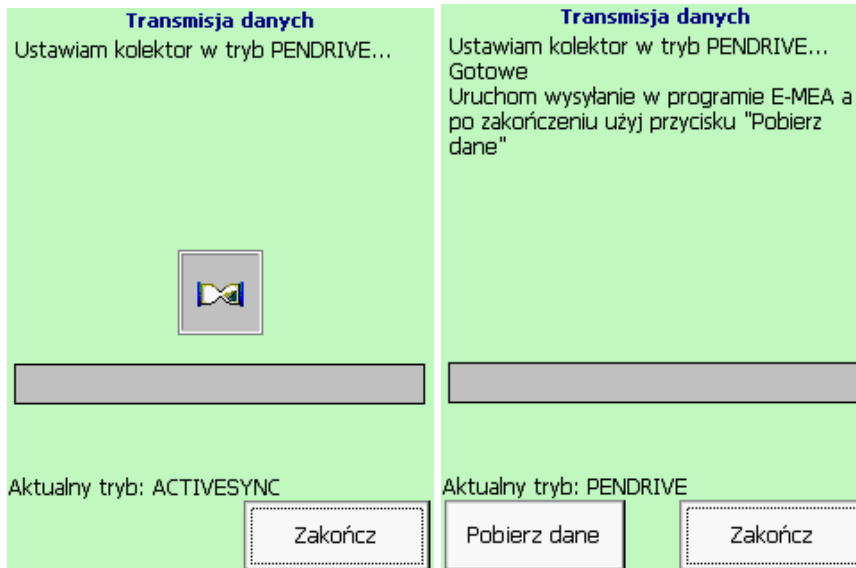 Transmisja danych
Ustawiam kolektor w tryb PENDRIVE...
Aktualny tryb: ACTIVESYNC
Zakończ
Transmisja danych
Ustawiam kolektor w tryb PENDRIVE...
Gotowe
Uruchom wysyłanie w programie E-MEA a
po zakończeniu użyj przycisku "Pobierz
dane"
Aktualny tryb: PENDRIVE
Pobierz dane
Zakończ